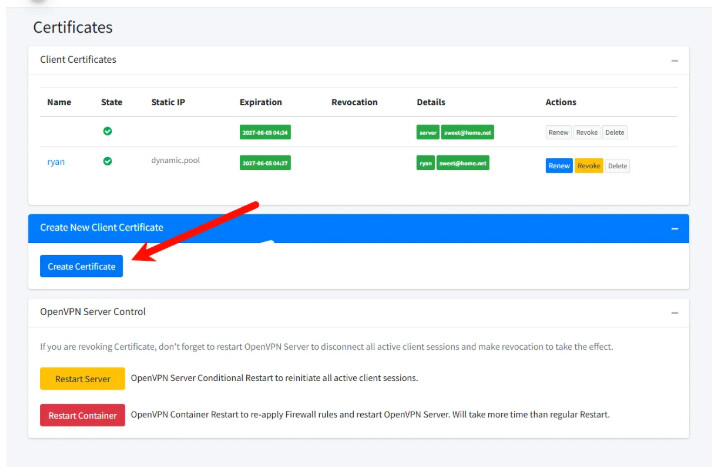 Certificates
Client Certificates
Name State Static IP Expiration Revocation Details Actions
2027-06-05 04:24 server sweet@home.net Renew Revoke Delete
ryan dynamic.pool 2027-06-05 04:27 ryan sweet@home.net Renew Revoke Delete
Create New Client Certificate
Create Certificate
OpenVPN Server Control
If you are revoking Certificate, don't forget to restart OpenVPN Server to disconnect all active client sessions and make revocation to take the effect.
Restart Server OpenVPN Server Conditional Restart to reinitiate all active client sessions.
Restart Container OpenVPN Container Restart to re-apply Firewall rules and restart OpenVPN Server. Will take more time than regular Restart.